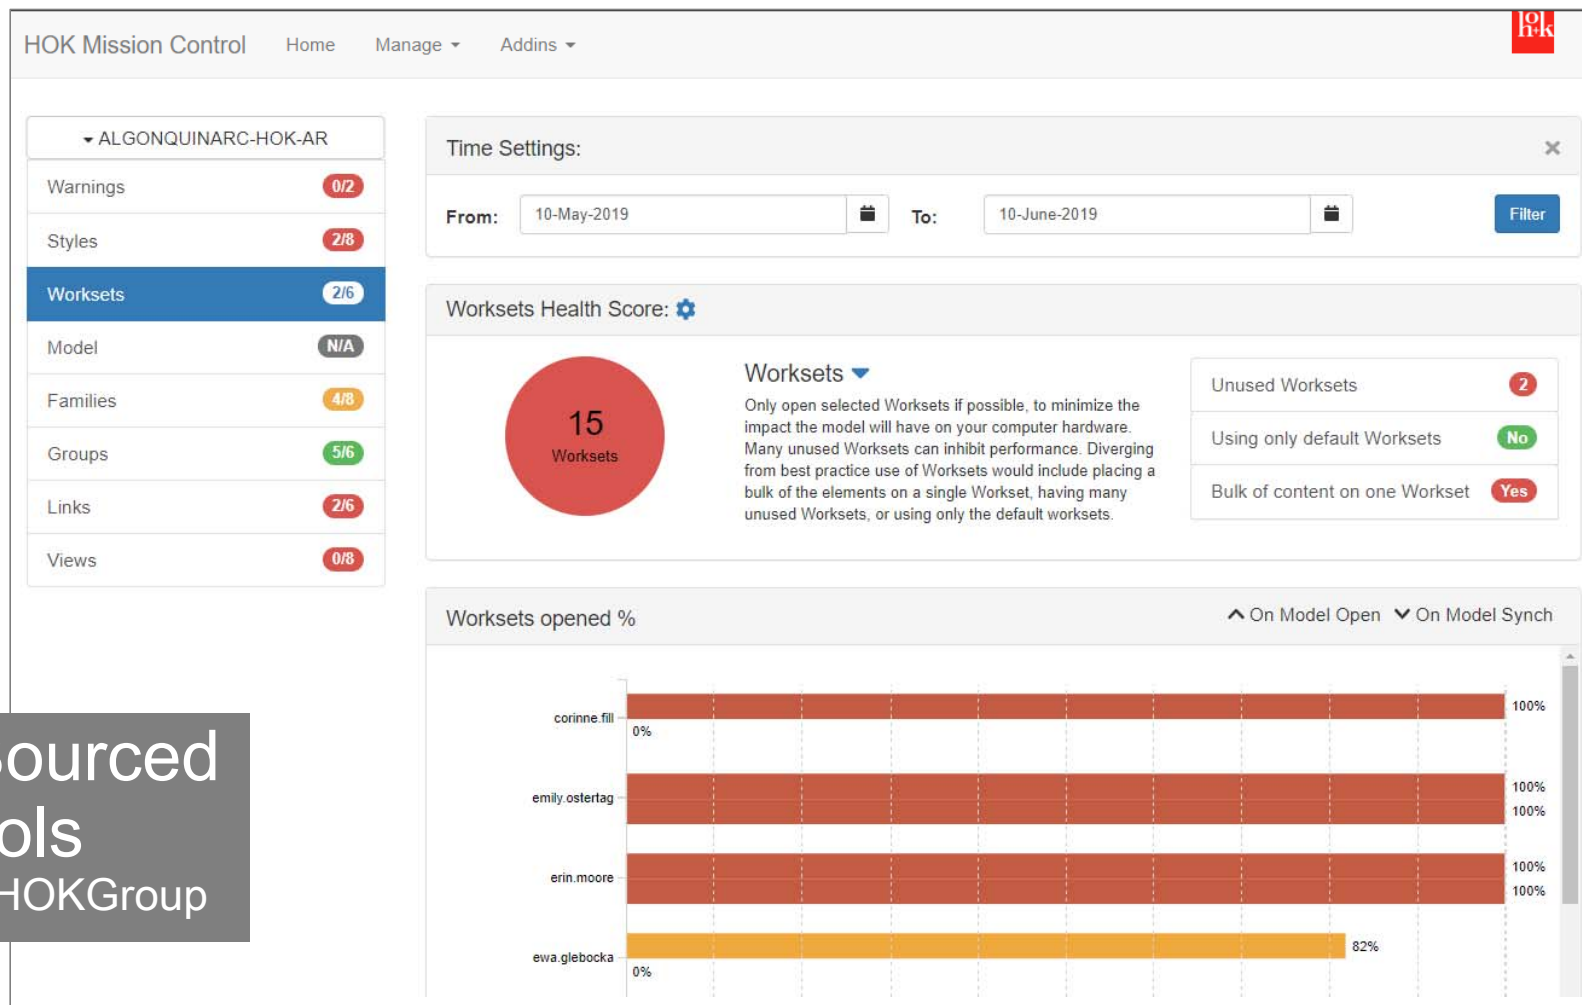 HOK Mission Control Home Manage Addins
hok
h+k
ALGONQUINARC-HOK-AR
Warnings 0/2
Styles 2/8
Worksets 2/6
Model N/A
Families 4/8
Groups 5/6
Links 2/6
Views 0/8
Time Settings:
From: 10-May-2019 To: 10-June-2019 Filter
Worksets Health Score:
15
Worksets
Worksets
Only open selected Worksets if possible, to minimize the
impact the model will have on your computer hardware.
Many unused Worksets can inhibit performance. Diverging
from best practice use of Worksets would include placing a
bulk of the elements on a single Workset, having many
unused Worksets, or using only the default worksets.
Unused Worksets 2
Using only default Worksets No
Bulk of content on one Workset Yes
Worksets opened % On Model Open On Model Synch
corinne.fill 100%
0%
emily.ostertag 100%
100%
erin.moore 100%
100%
ewa.glebocka 82%
0%
ourced
ols
HOKGroup